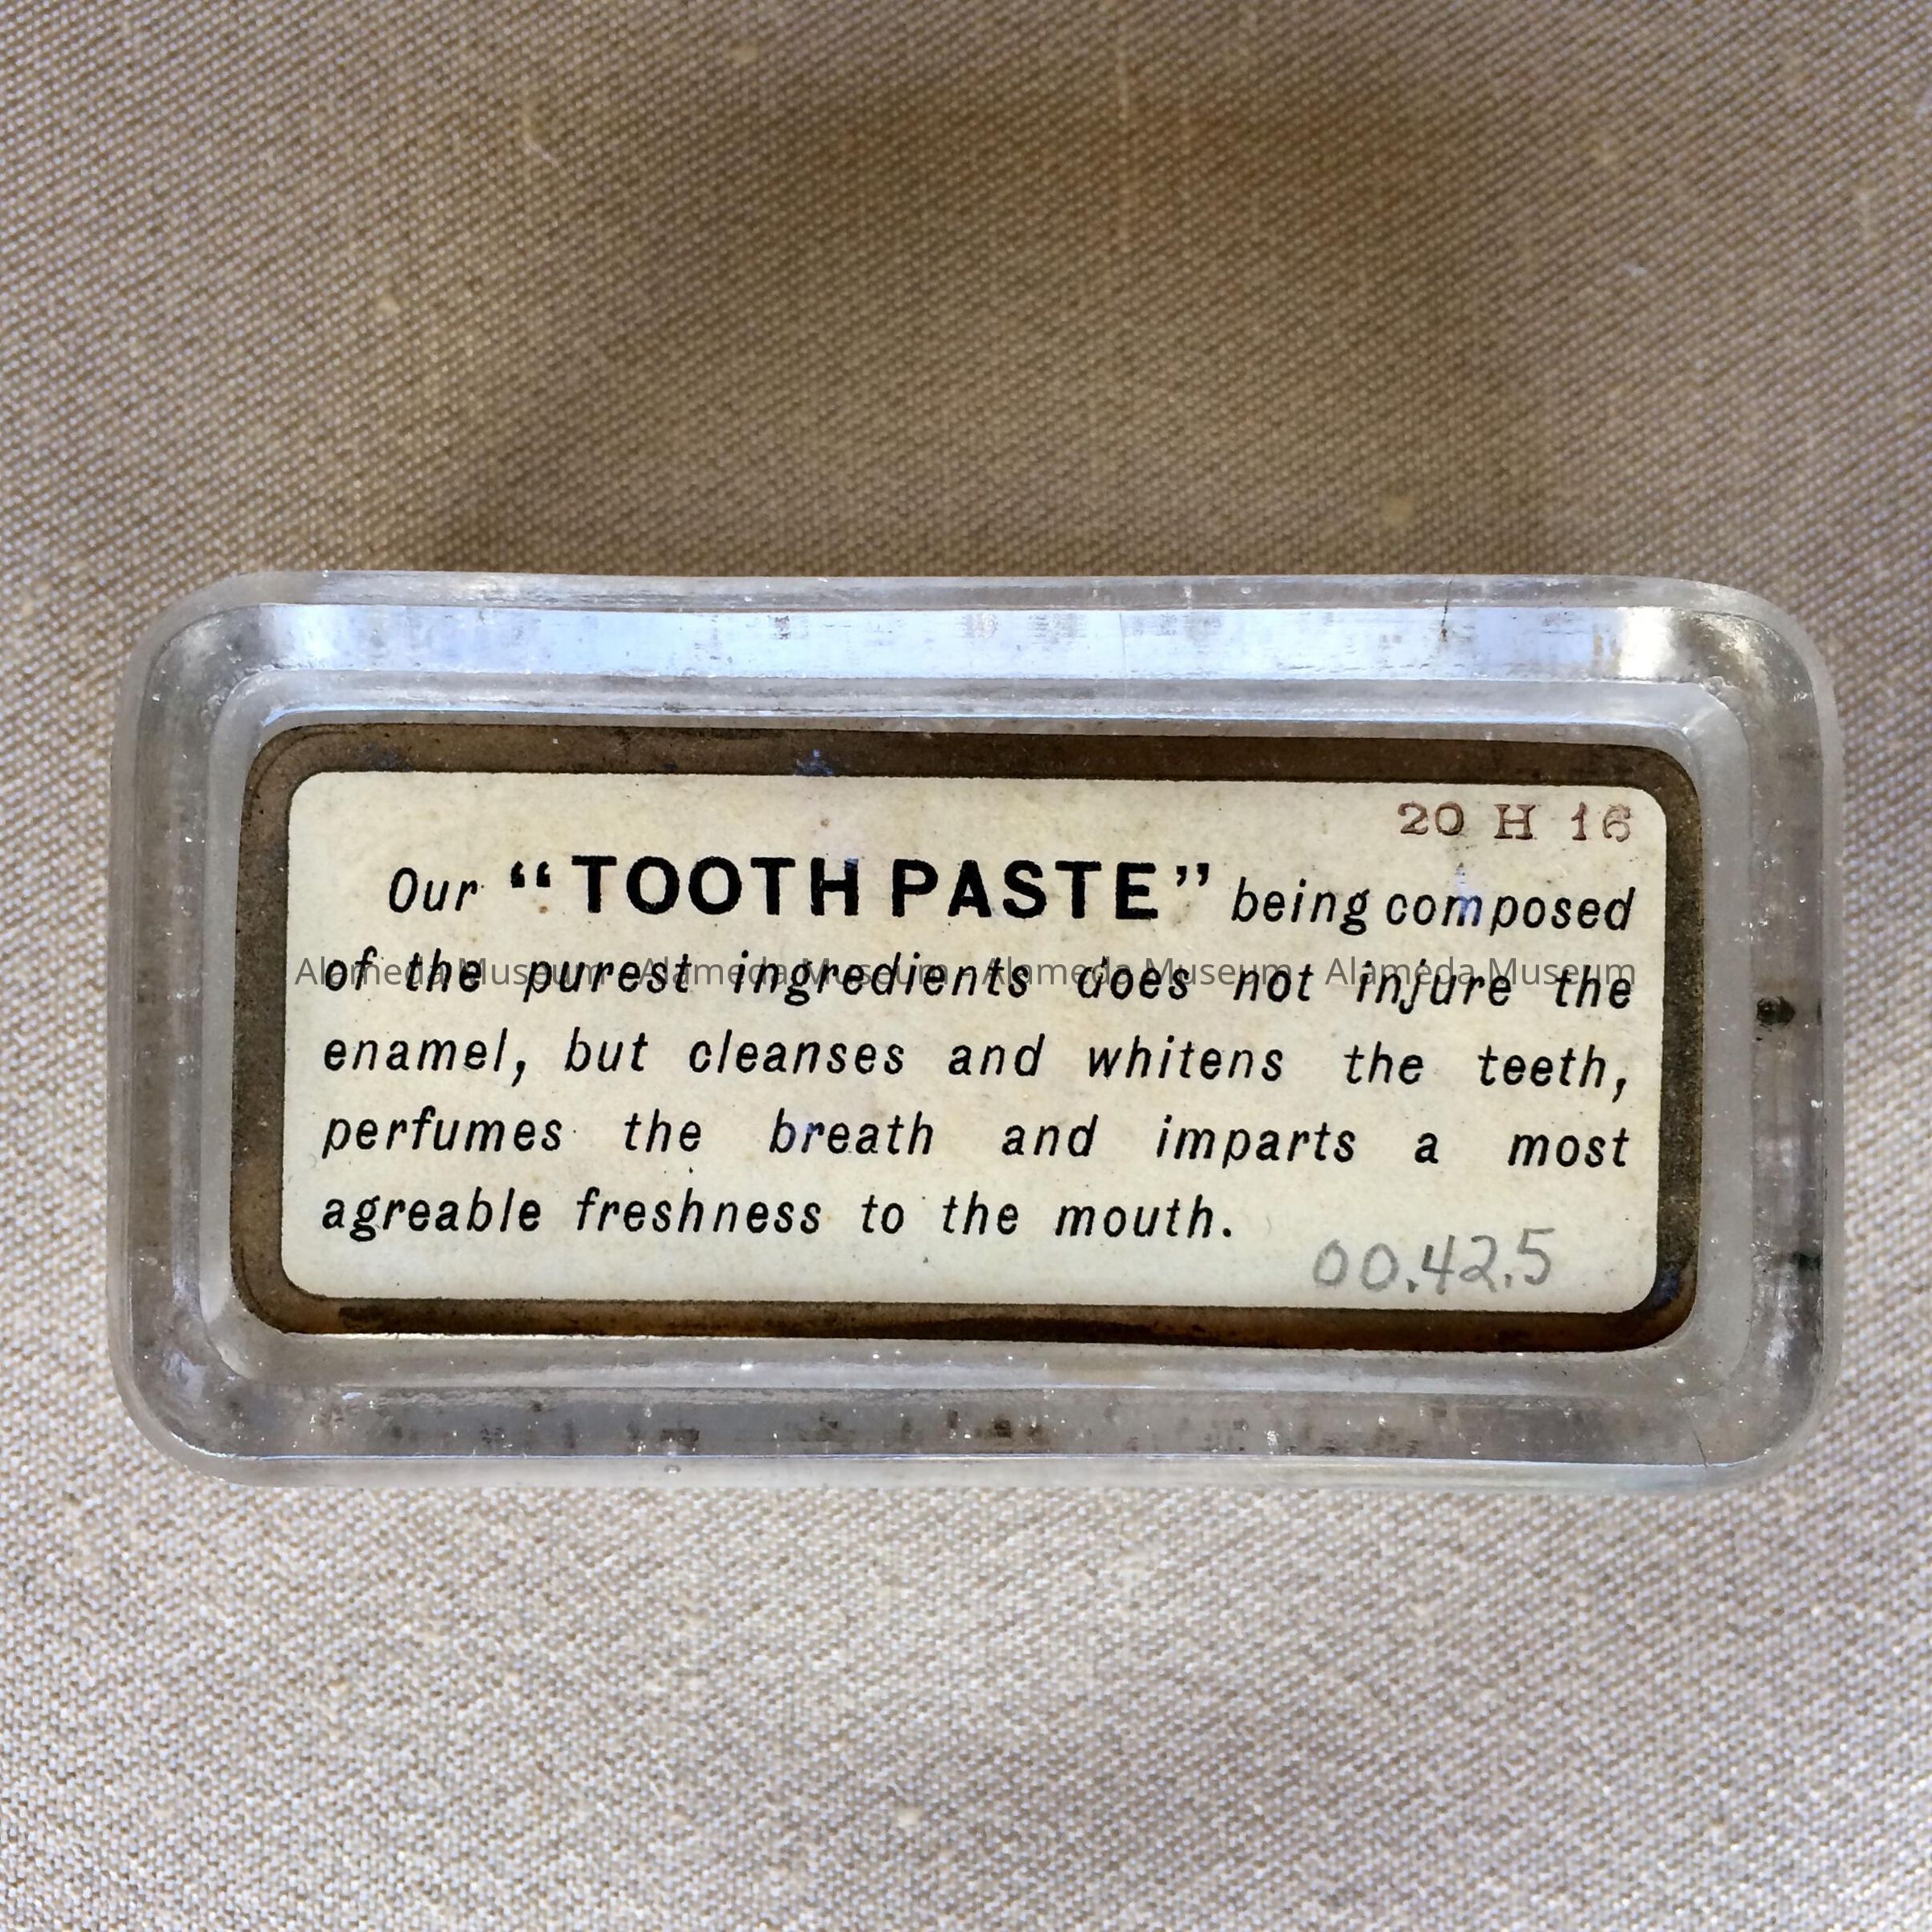 20 H 16
Our “TOOTH PASTE” being composed
of the purest ingredients does not injure the
Alameda Museum Alameda Museum Alameda Museum Alameda Museum
enamel, but cleanses and whitens the teeth,
perfumes the breath and imparts a most
agreable freshness to the mouth.
00.42.5